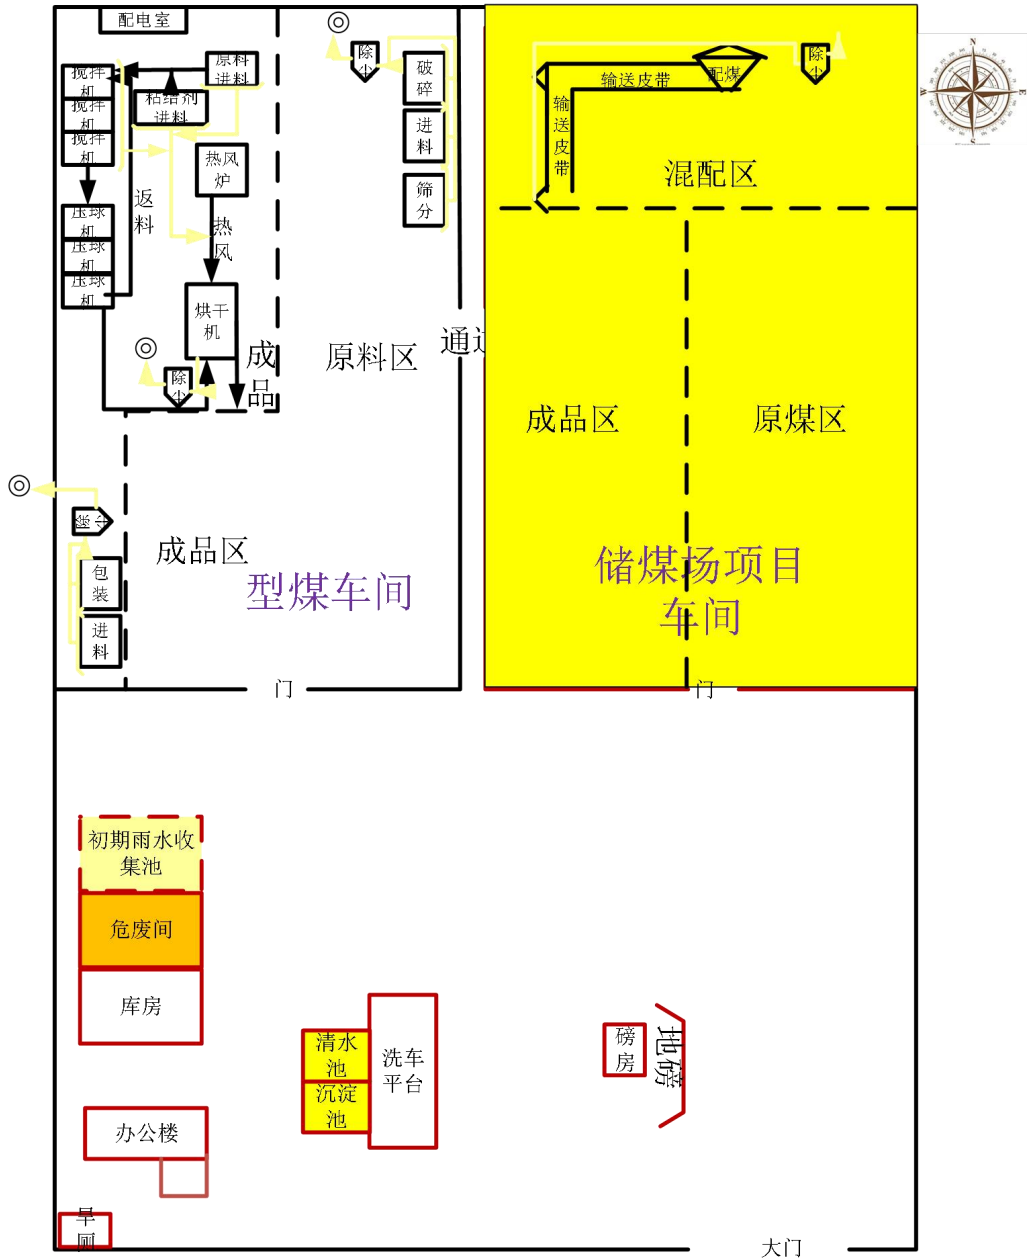 配电室
搅拌
机
搅拌
机
搅拌
机
原料
进料
粘结剂
进料
热风
炉
返
料
热
风
压球
机
压球
机
压球
机
烘干
机
除
尘
成
品
除
尘
破
碎
进
料
筛
分
原料区
通道
除尘
包
装
进
料
成品区
型煤车间
门
输送皮带
输
送
皮
带
配煤
除
尘
混配区
成品区
原煤区
储煤场项目
车间
门
N
E
S
W
初期雨水收
集池
危废间
库房
清水
池
沉淀
池
洗车
平台
磅
房
地磅
办公楼
旱
厕
大门